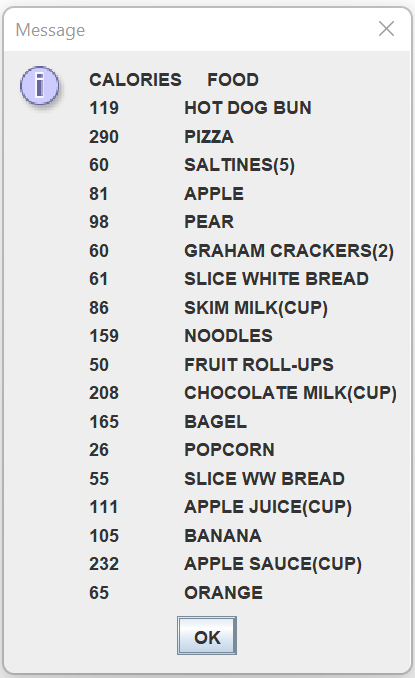 Message
CALORIES FOOD
119 HOT DOG BUN
290 PIZZA
60 SALTINES(5)
81 APPLE
98 PEAR
60 GRAHAM CRACKERS(2)
61 SLICE WHITE BREAD
86 SKIM MILK(CUP)
159 NOODLES
50 FRUIT ROLL-UPS
208 CHOCOLATE MILK(CUP)
165 BAGEL
26 POPCORN
55 SLICE WW BREAD
111 APPLE JUICE(CUP)
105 BANANA
232 APPLE SAUCE(CUP)
65 ORANGE
OK